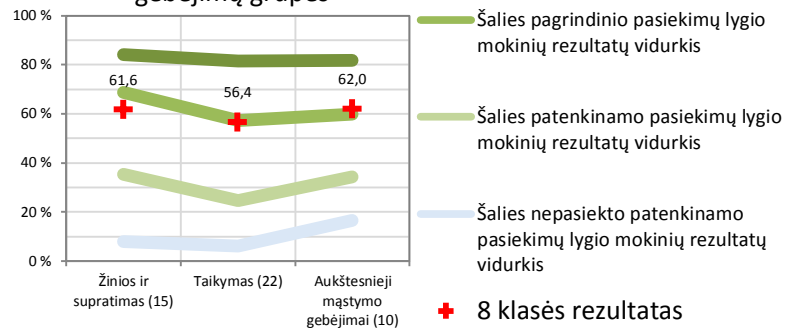 gebėjimų grupes
100 %
80 %
60 %
40 %
20 %
0 %
61,6
56,4
62,0
Žinios ir
supratimas (15)
Taikymas (22)
Aukštesnieji
mąstymo
gebėjimai (10)
Šalies pagrindinio pasiekimų lygio
mokinių rezultatų vidurkis
Šalies patenkinamo pasiekimų lygio
mokinių rezultatų vidurkis
Šalies nepasiekto patenkinamo
pasiekimų lygio mokinių rezultatų
vidurkis
8 klasės rezultatas